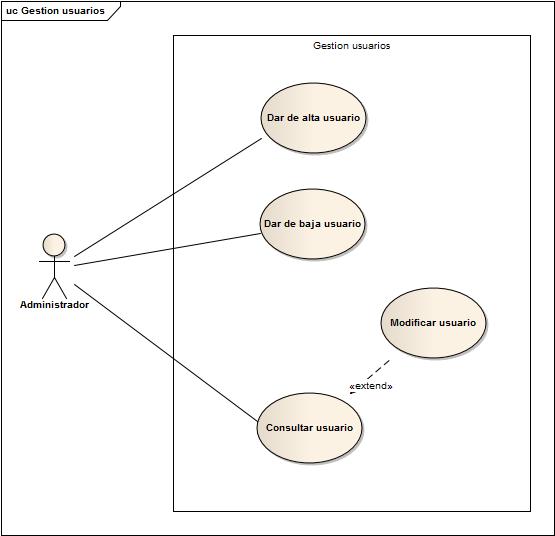 uc Gestion usuarios
Gestion usuarios
Dar de alta usuario
Dar de baja usuario
Administrador
Modificar usuario
«extend»
Consultar usuario